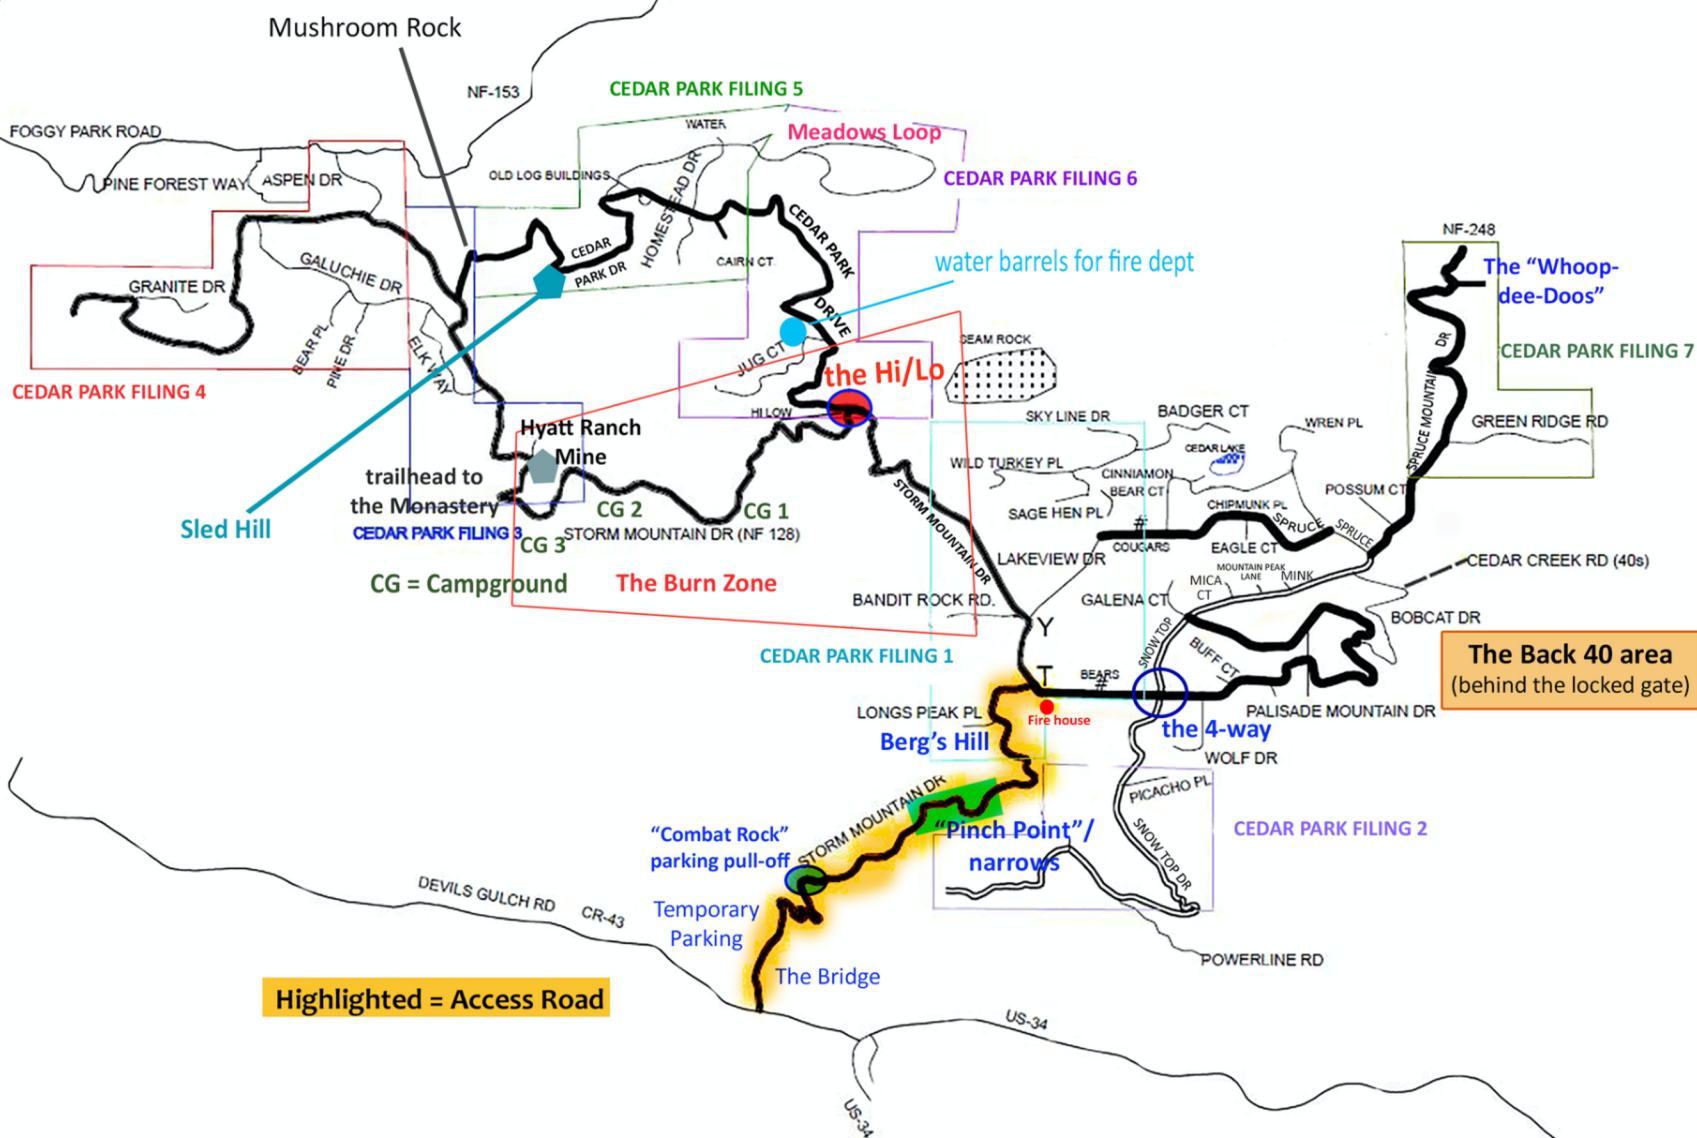 Mushroom Rock
NF-153
CEDAR PARK FILING 5
FOGGY PARK ROAD
WATER
Meadows Loop
PINE FOREST WAY
ASPEN DR
OLD LOG BUILDINGS
CEDAR PARK FILING 6
HOMESTEAD DR
CEDAR PARK
DRIVE
CEDAR
PARK DR
CAIRN CT.
NF-248
The “Whoop-
dee-Doos”
GALUCHIE DR
GRANITE DR
water barrels for fire dept
BEAR PL
PINE DR
ELK WAY
JUG CT
SEAM ROCK
DR
SPRUCE MOUNTAIN
CEDAR PARK FILING 7
CEDAR PARK FILING 4
the Hi/Lo
HI LOW
SKY LINE DR
BADGER CT
WREN PL
GREEN RIDGE RD
Hyatt Ranch
Mine
CEDAR LAKE
WILD TURKEY PL
CINNIAMON
BEAR CT
trailhead to
the Monastery
POSSUM CT
CG 2
CG 1
SAGE HEN PL
CHIPMUNK PL
SPRUCE
SPRUCE
#
Sled Hill
CEDAR PARK FILING 3
CG 3
STORM MOUNTAIN DR (NF 128)
STORM MOUNTAIN DR
COUGARS
EAGLE CT
LAKEVIEW DR
CEDAR CREEK RD (40s)
CG = Campground
The Burn Zone
MOUNTAIN PEAK
LANE
MINK
MICA
CT
BANDIT ROCK RD.
GALENA CT
BOBCAT DR
Y
SNOW TOP
BUFF CT
The Back 40 area
(behind the locked gate)
CEDAR PARK FILING 1
T
BEARS
#
LONGS PEAK PL
Fire house
PALISADE MOUNTAIN DR
Berg’s Hill
the 4-way
WOLF DR
PICACHO PL
STORM MOUNTAIN DR
“Combat Rock”
parking pull-off
“Pinch Point”/
narrows
SNOW TOP DR
CEDAR PARK FILING 2
DEVILS GULCH RD
CR-43
Temporary
Parking
The Bridge
POWERLINE RD
Highlighted = Access Road
US-34
US-34